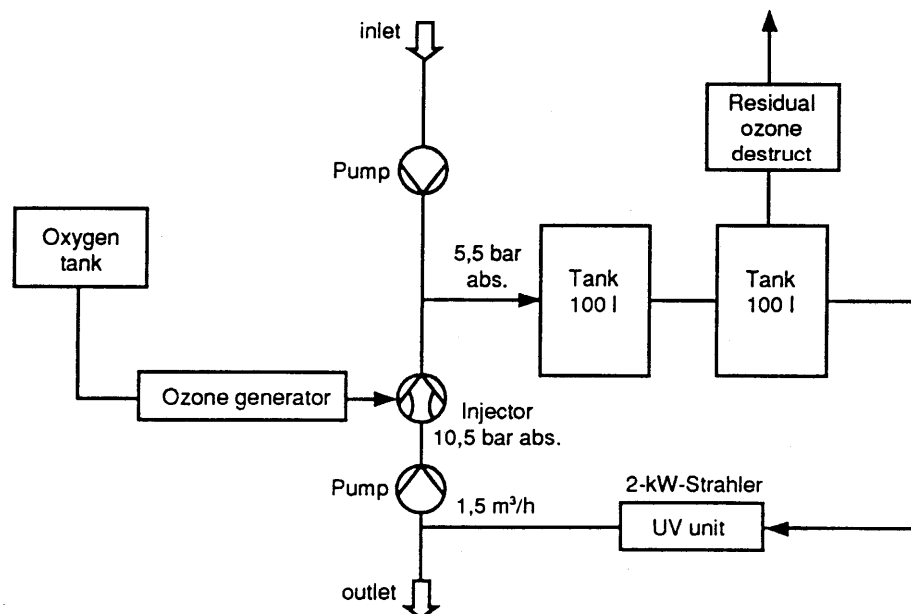 inlet
Residual
ozone
destruct
Pump
Oxygen
tank
5,5 bar
abs.
Tank
100 l
Tank
100 l
Ozone generator
Injector
10,5 bar abs.
Pump
1,5 m³/h
2-kW-Strahler
UV unit
outlet